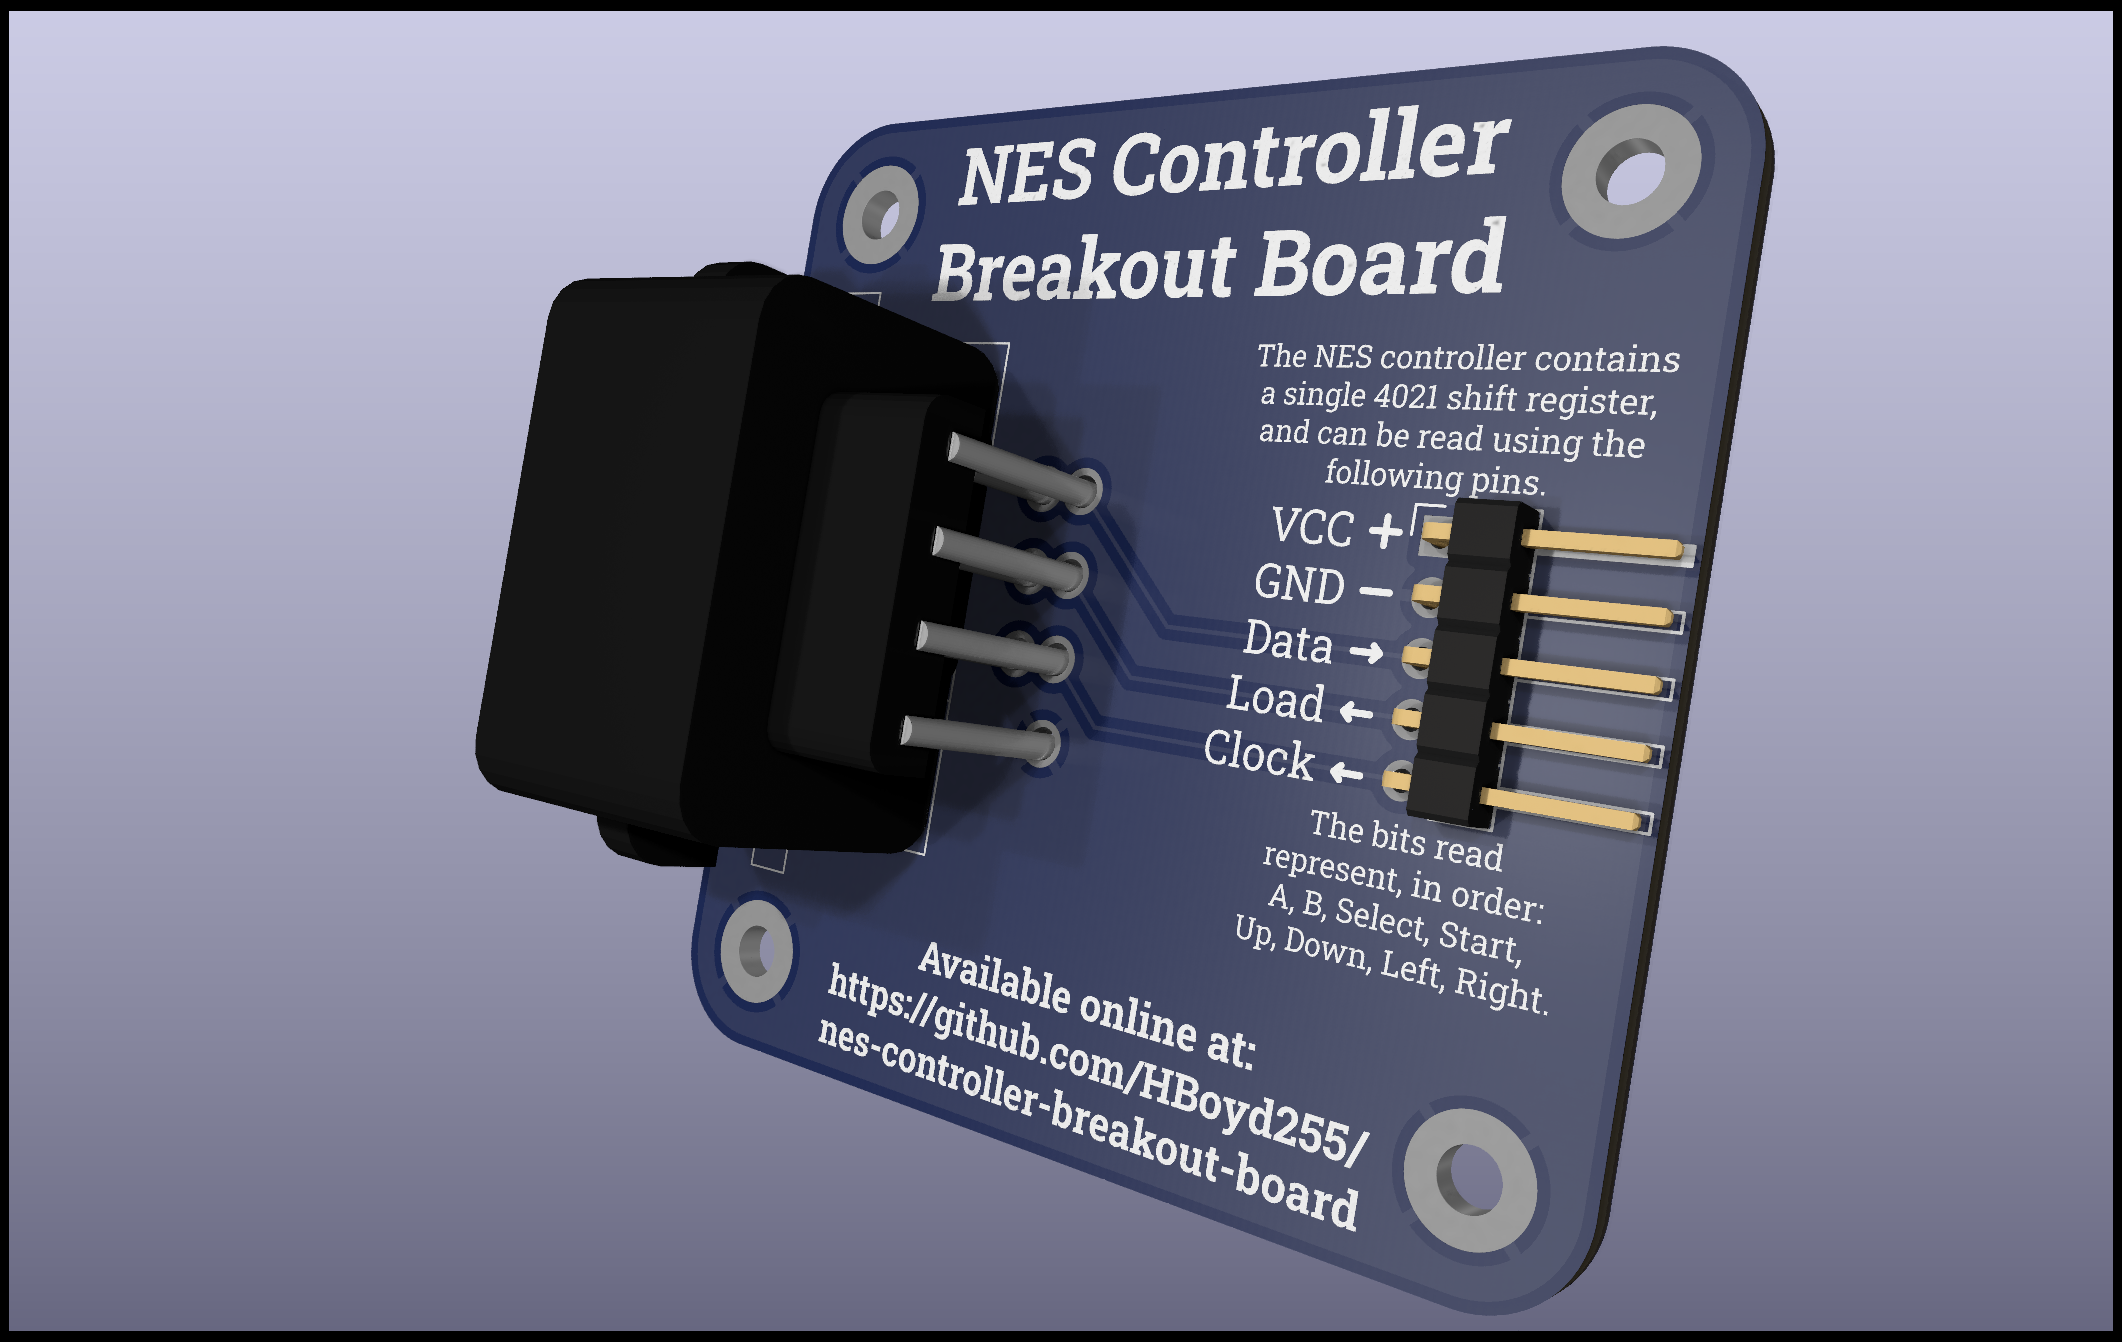 NES Controller
Breakout Board
The NES controller contains
a single 4021 shift register,
and can be read using the
following pins.
VCC +
GND −
Data →
Load ←
Clock ←
The bits read
represent, in order:
A, B, Select, Start,
Up, Down, Left, Right.
Available online at:
https://github.com/HBoyd255/
nes-controller-breakout-board